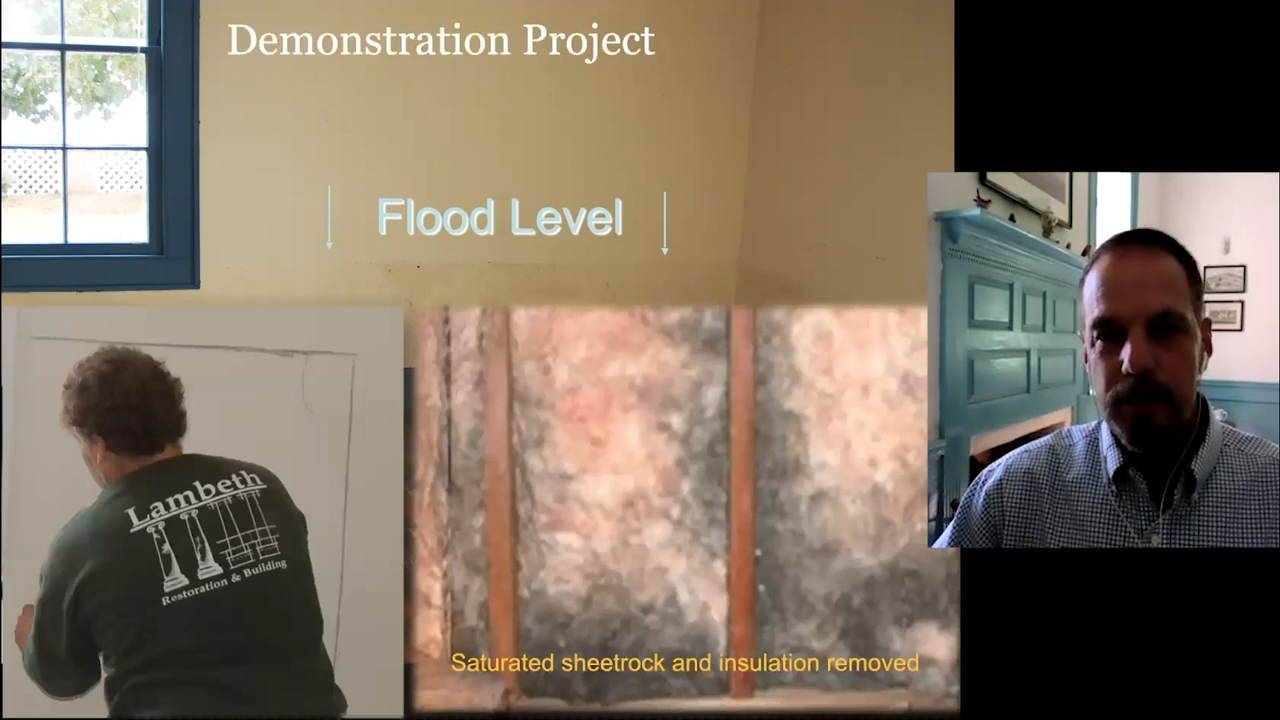 Demonstration Project
Flood Level
Lambeth
Restoration & Building
Saturated sheetrock and insulation removed